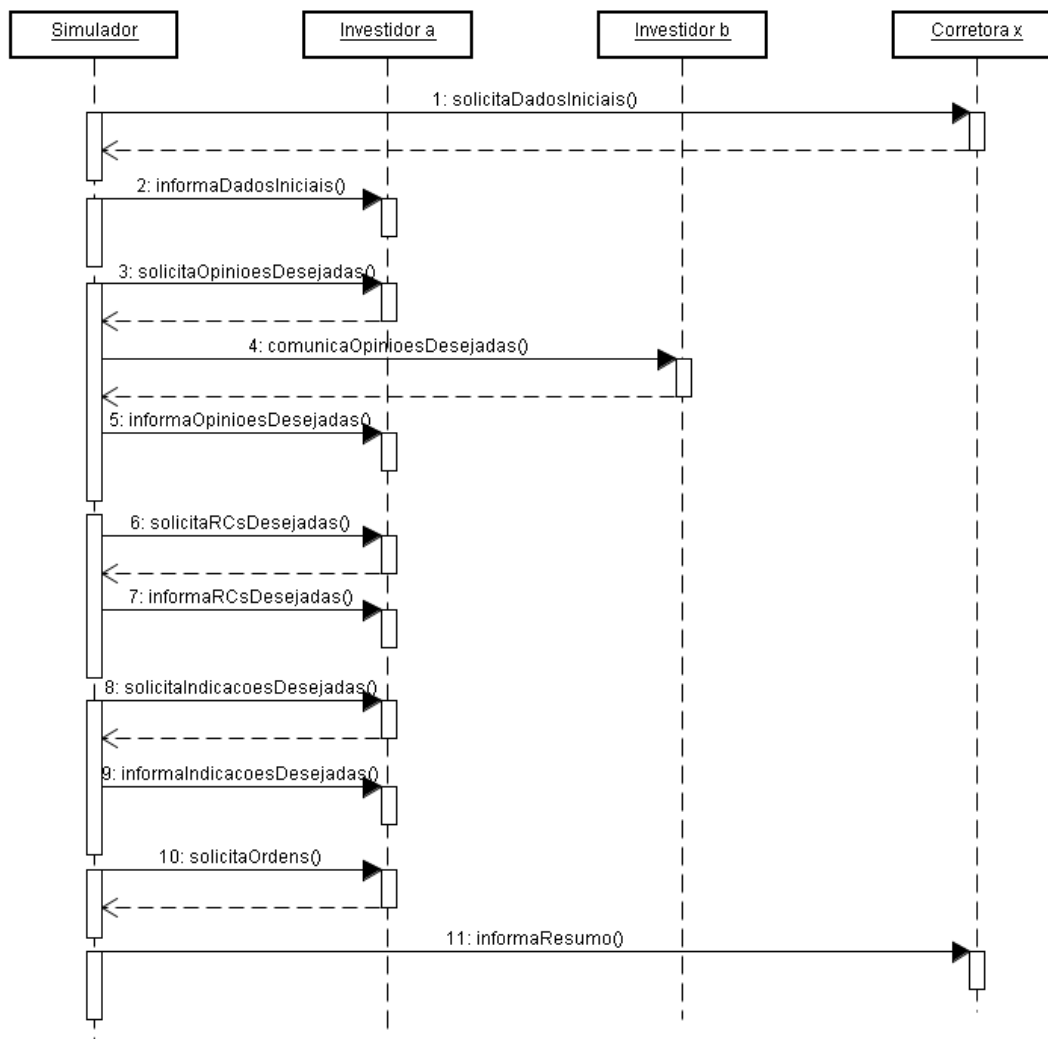 Simulador
Investidor a
Investidor b
Corretora x
1: solicitaDadosIniciais()
2: informaDadosIniciais()
3: solicitaOpinioesDesejadas()
4: comunicaOpinioesDesejadas()
5: informaOpinioesDesejadas()
6: solicitaRCsDesejadas()
7: informaRCsDesejadas()
8: solicitaIndicacoesDesejadas()
9: informaIndicacoesDesejadas()
10: solicitaOrdens()
11: informaResumo()